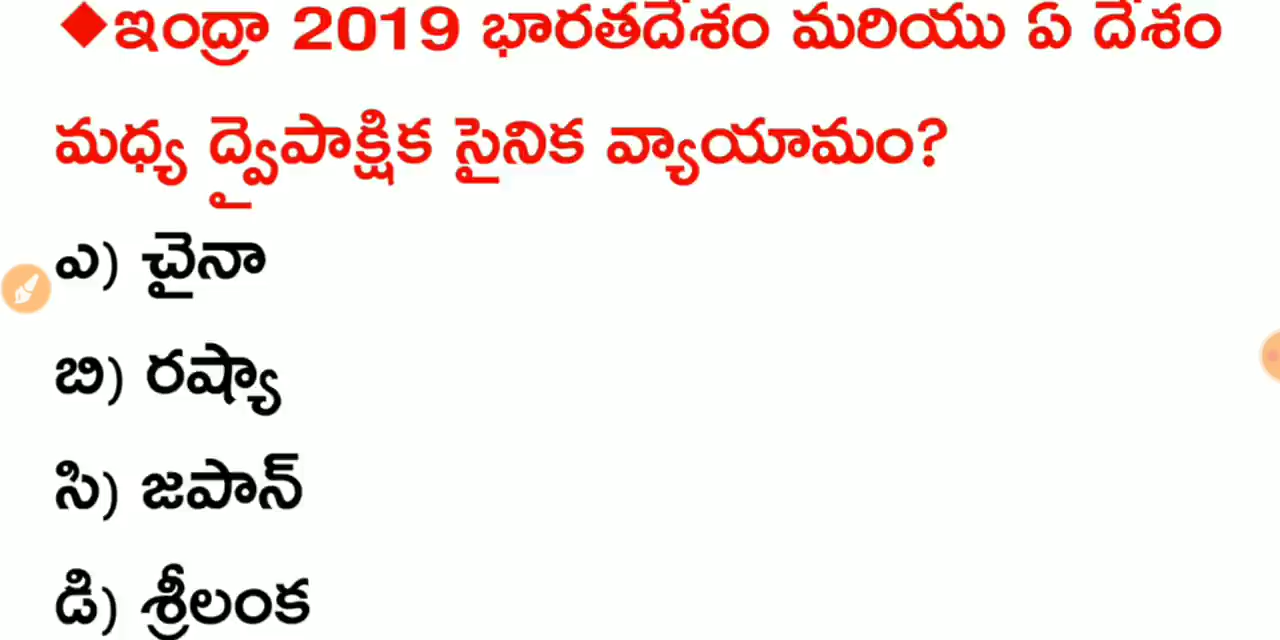 ◆ఇంద్రా 2019 భారతదేశం మరియు ఏ దేశం
మధ్య ద్వైపాక్షిక సైనిక వ్యాయామం?
ఎ) చైనా
బి) రష్యా
సి) జపాన్
డి) శ్రీలంక